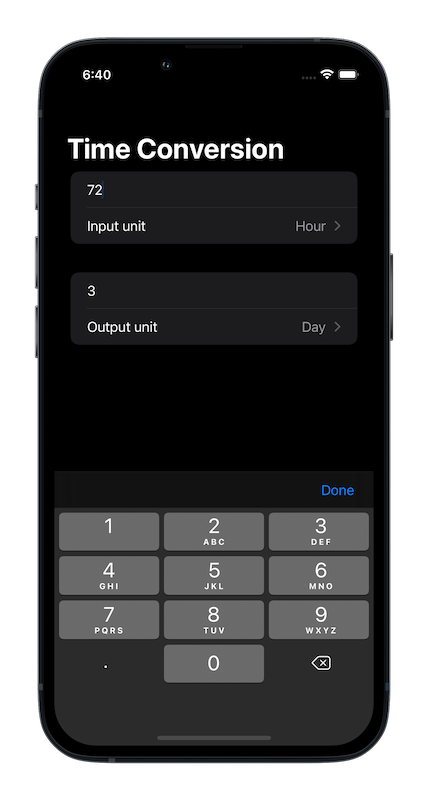 6:40
Time Conversion
72
Input unit Hour
3
Output unit Day
Done
1 2 3
ABC DEF
4 5 6
GHI JKL MNO
7 8 9
PQRS TUV WXYZ
. 0